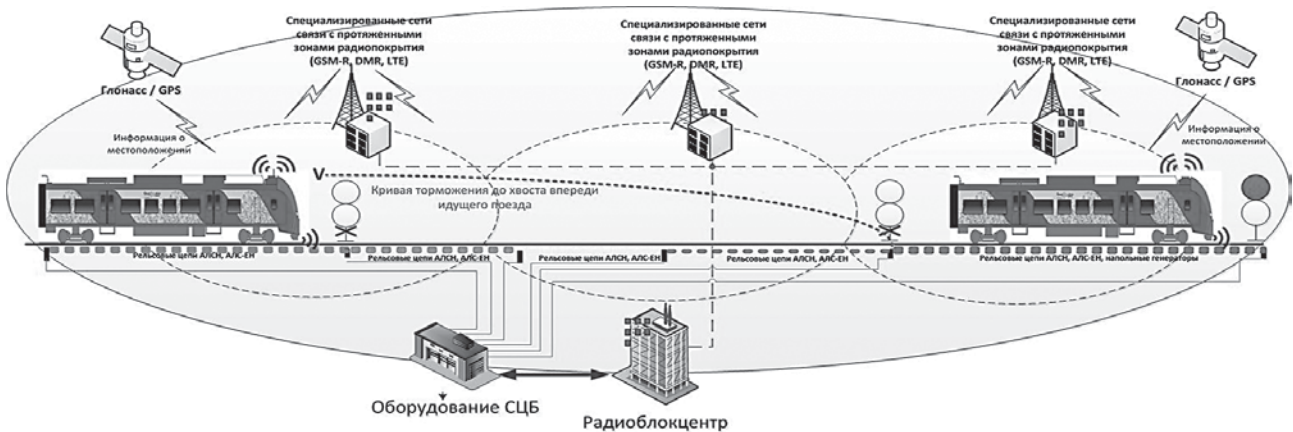 Специализированные сети
связи с протяженными
зонами радиопокрытия
(GSM-R, DMR, LTE)
Специализированные сети
связи с протяженными
зонами радиопокрытия
(GSM-R, DMR, LTE)
Специализированные сети
связи с протяженными
зонами радиопокрытия
(GSM-R, DMR, LTE)
Глонасс / GPS
Глонасс / GPS
Информация о
местоположении
Информация о
местоположении
V
Кривая торможения до хвоста впереди
идущего поезда
Рельсовые цепи АЛСН, АЛС-ЕН
Рельсовые цепи АЛСН, АЛС-ЕН
Рельсовые цепи АЛСН, АЛС-ЕН
Рельсовые цепи АЛСН, АЛС-ЕН
Рельсовые цепи АЛСН, АЛС-ЕН, напольные генераторы
Оборудование СЦБ
Радиоблокцентр